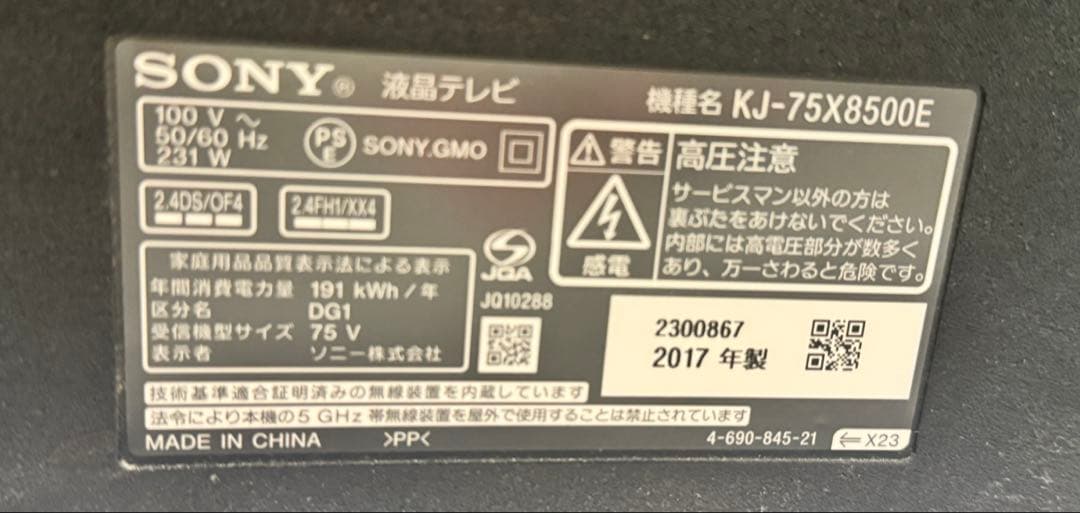 SONY® 液晶テレビ
機種名 KJ-75X8500E
100 V ～
50/60 Hz
231 W
PS
E
SONY.GMO
2.4DS/OF4
2.4FH1/XX4
警告
感電
高圧注意
サービスマン以外の方は
裏ぶたをあけないでください。
内部には高電圧部分が数多く
あり、万一さわると危険です。
家庭用品品質表示法による表示
年間消費電力量 191 kWh/年
区分名 DG1
受信機型サイズ 75 V
表示者 ソニー株式会社
JQA
JQ10288
2300867
2017 年製
技術基準適合証明済みの無線装置を内蔵しています
法令により本機の5 GHz 帯無線装置を屋外で使用することは禁止されています
MADE IN CHINA >PP<
4-690-845-21 ⇐X23